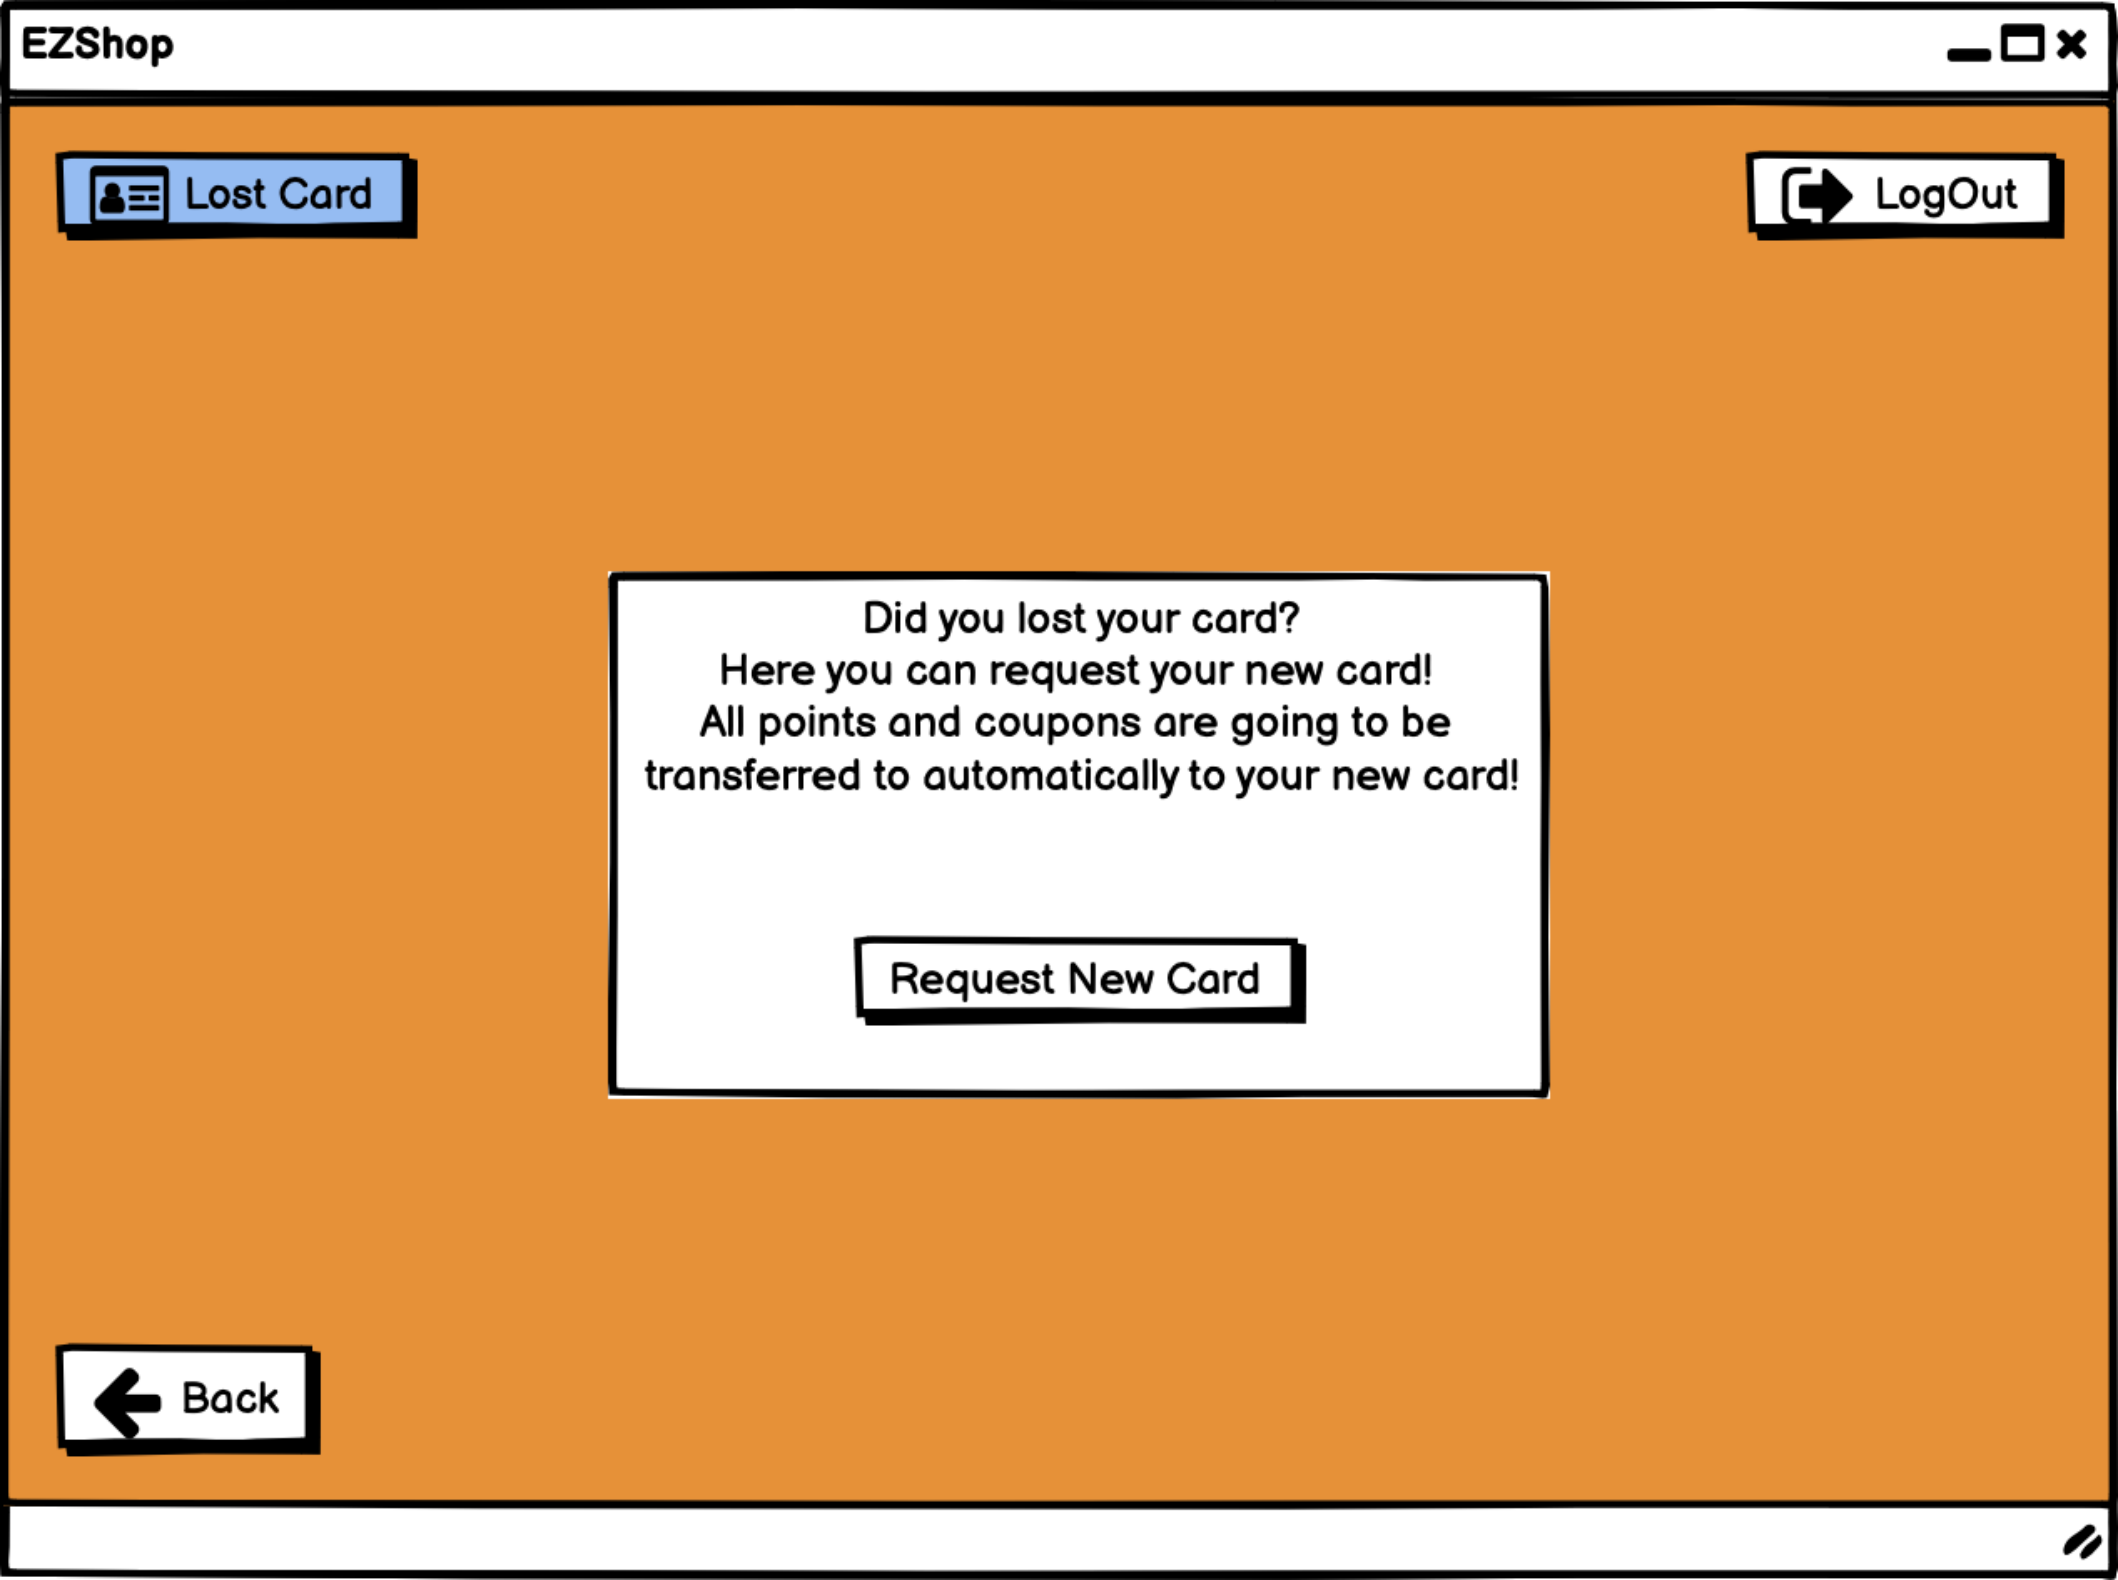 EZShop
Lost Card
LogOut
Did you lost your card?
Here you can request your new card!
All points and coupons are going to be
transferred to automatically to your new card!
Request New Card
Back